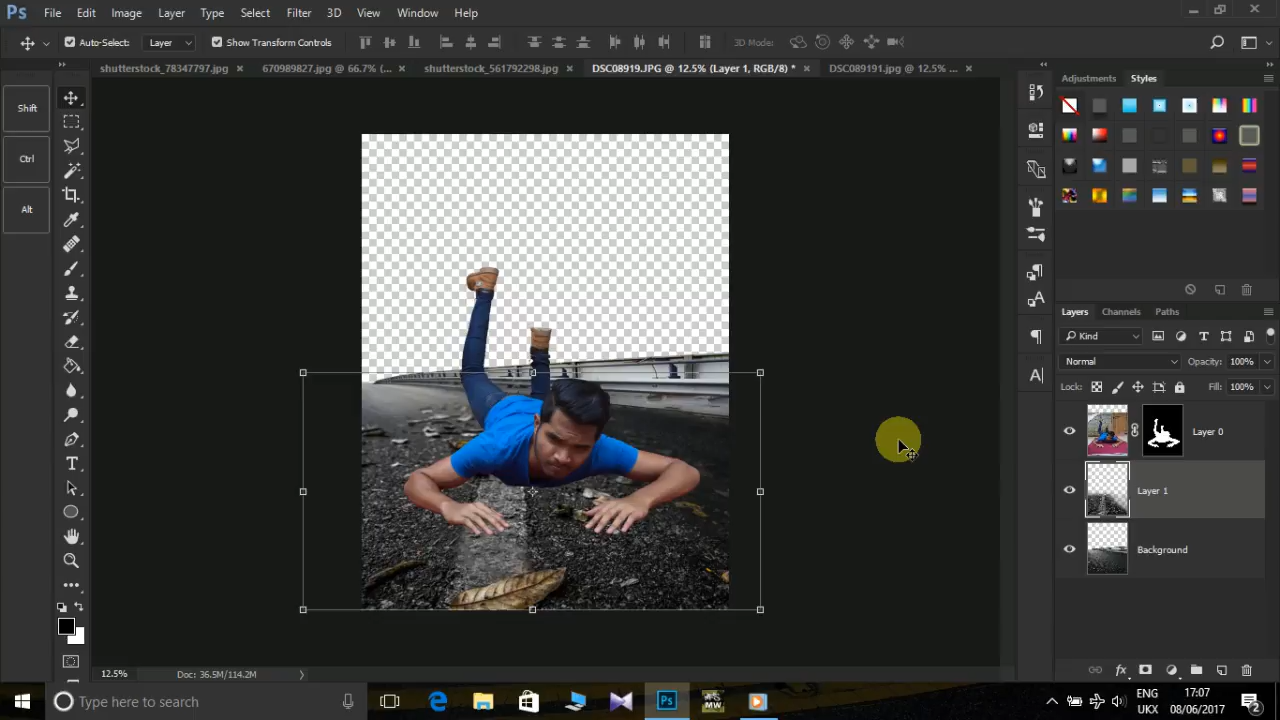 Ps File Edit Image Layer Type Select Filter 3D View Window Help
Auto-Select: Layer Show Transform Controls 3D Mode:
shutterstock_78347797.jpg × 670989827.jpg @ 66.7% (... × shutterstock_561792298.jpg × DSC08919.JPG @ 12.5% (Layer 1, RGB/8) * × DSC089191.jpg @ 12.5% ... ×
Adjustments Styles
Shift
Ctrl
Alt
Layers Channels Paths
Kind
Normal Opacity: 100%
Lock: Fill: 100%
Layer 0
Layer 1
Background
12.5% Doc: 36.5M/114.2M
Type here to search
Ps
MW
ENG
UKX
17:07
08/06/2017
2